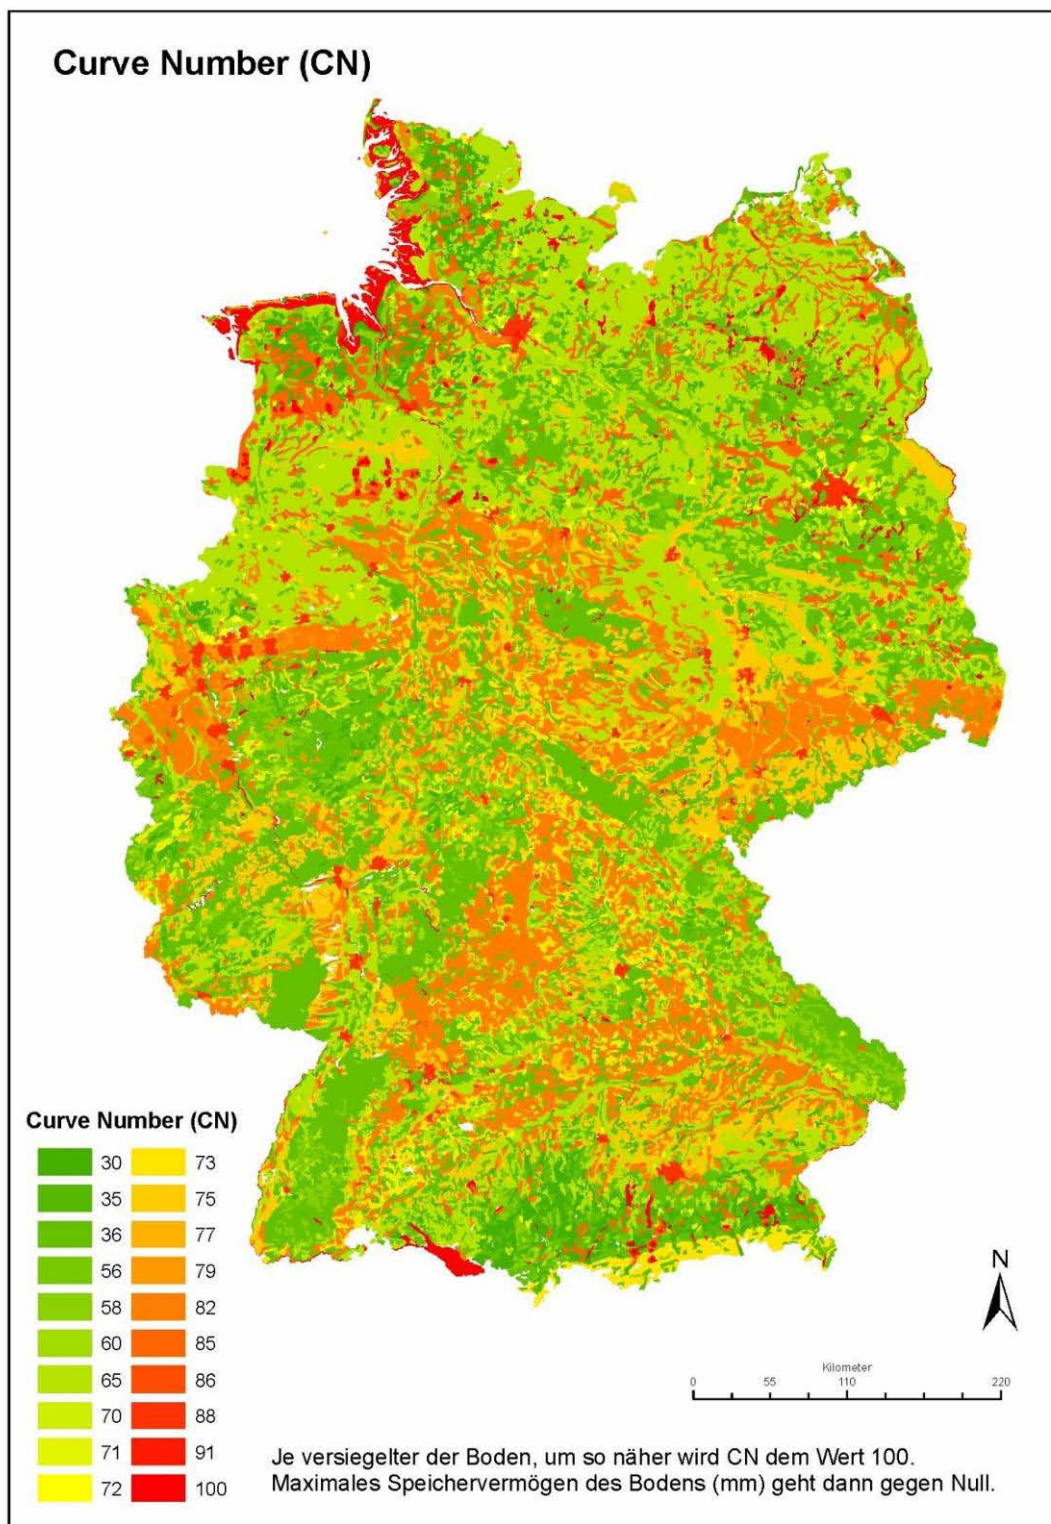 Curve Number (CN)
Curve Number (CN)
30 73
35 75
36 77
56 79
58 82
60 85
65 86
70 88
71 91
72 100
N
Kilometer
0 55 110 220
Je versiegelter der Boden, um so näher wird CN dem Wert 100.
Maximales Speichervermögen des Bodens (mm) geht dann gegen Null.